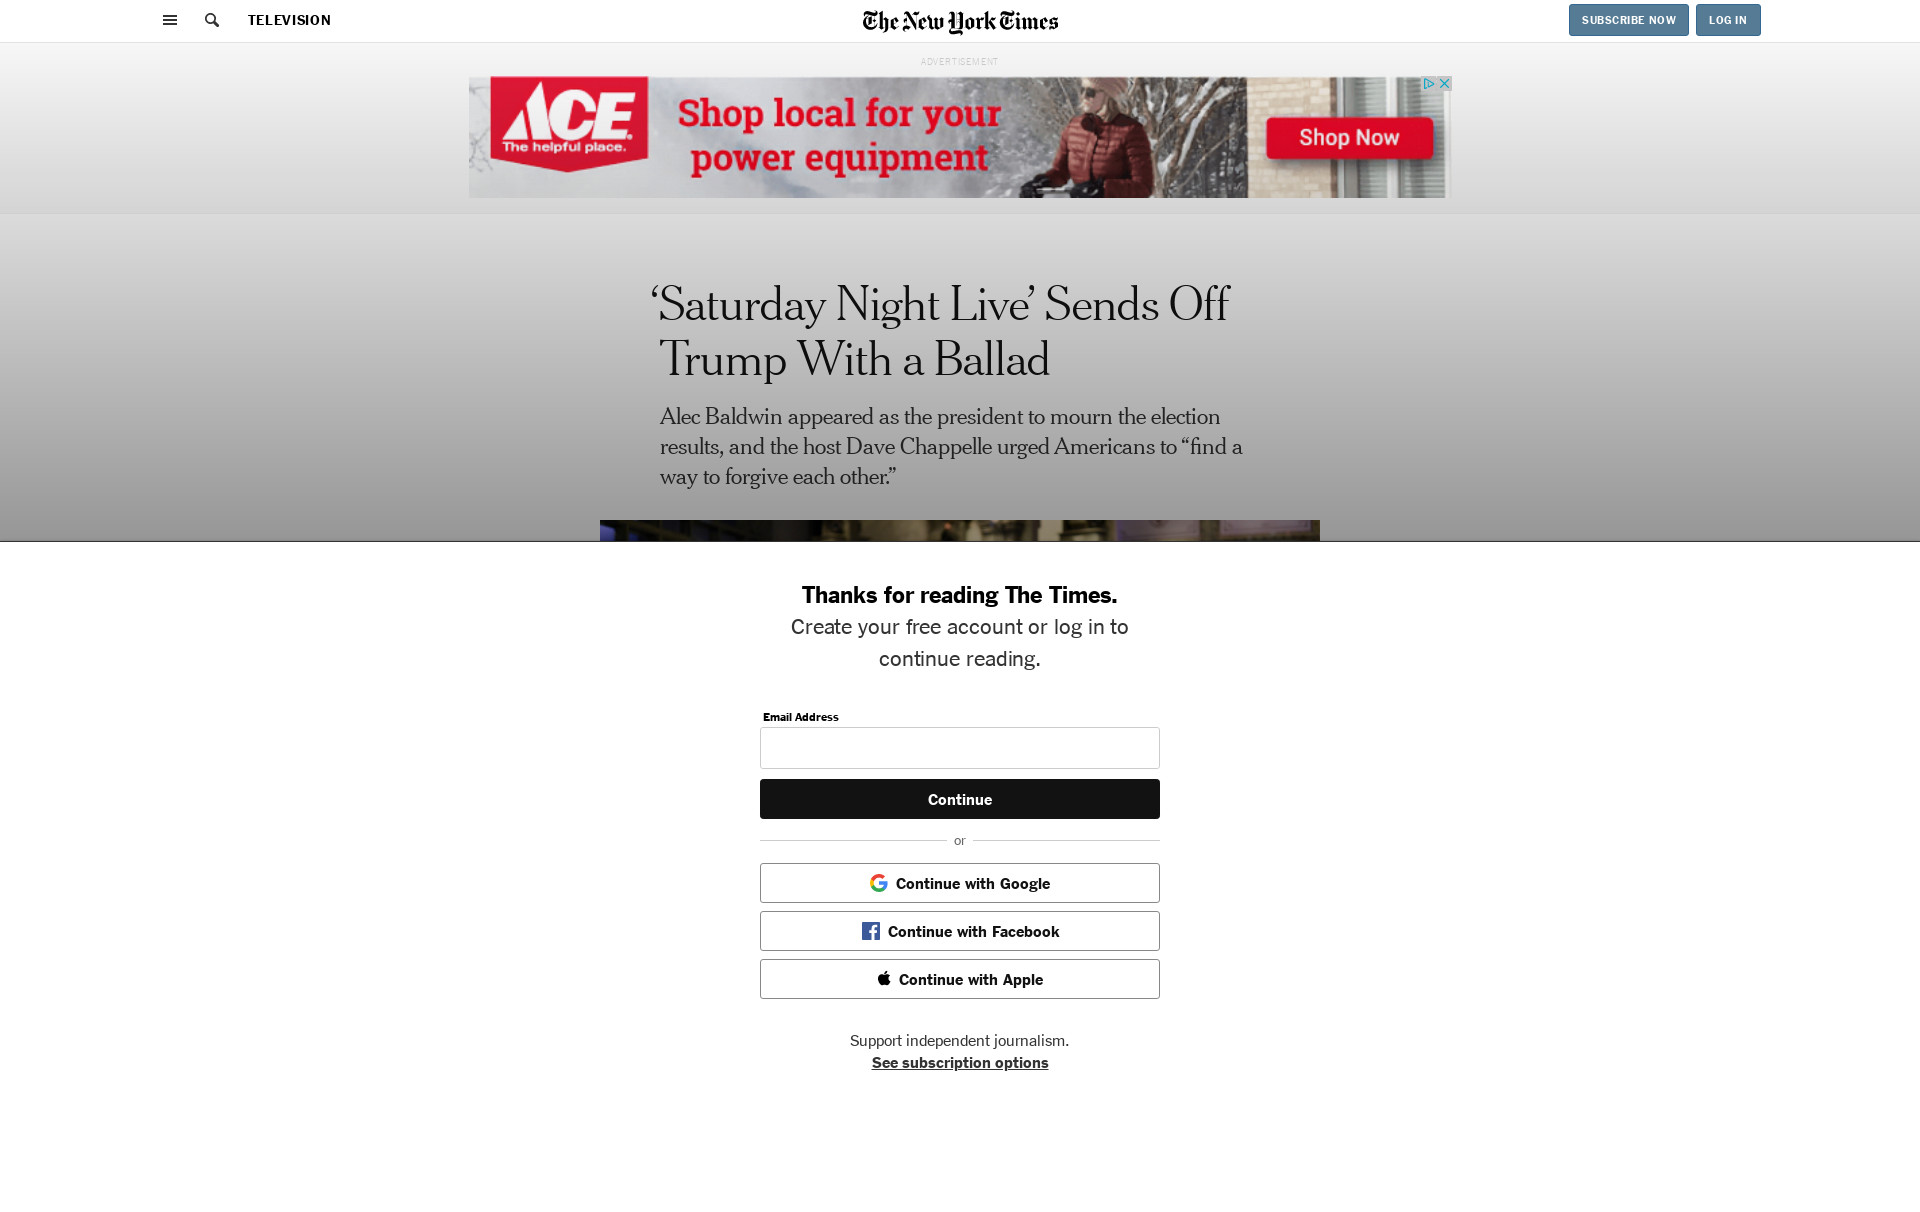 TELEVISION
The New York Times
SUBSCRIBE NOW
LOG IN
ADVERTISEMENT
ACE
The helpful place.
Shop local for your
power equipment
Shop Now
‘Saturday Night Live’ Sends Off
Trump With a Ballad
Alec Baldwin appeared as the president to mourn the election
results, and the host Dave Chappelle urged Americans to “find a
way to forgive each other.”
Thanks for reading The Times.
Create your free account or log in to
continue reading.
Email Address
Continue
or
Continue with Google
Continue with Facebook
Continue with Apple
Support independent journalism.
See subscription options